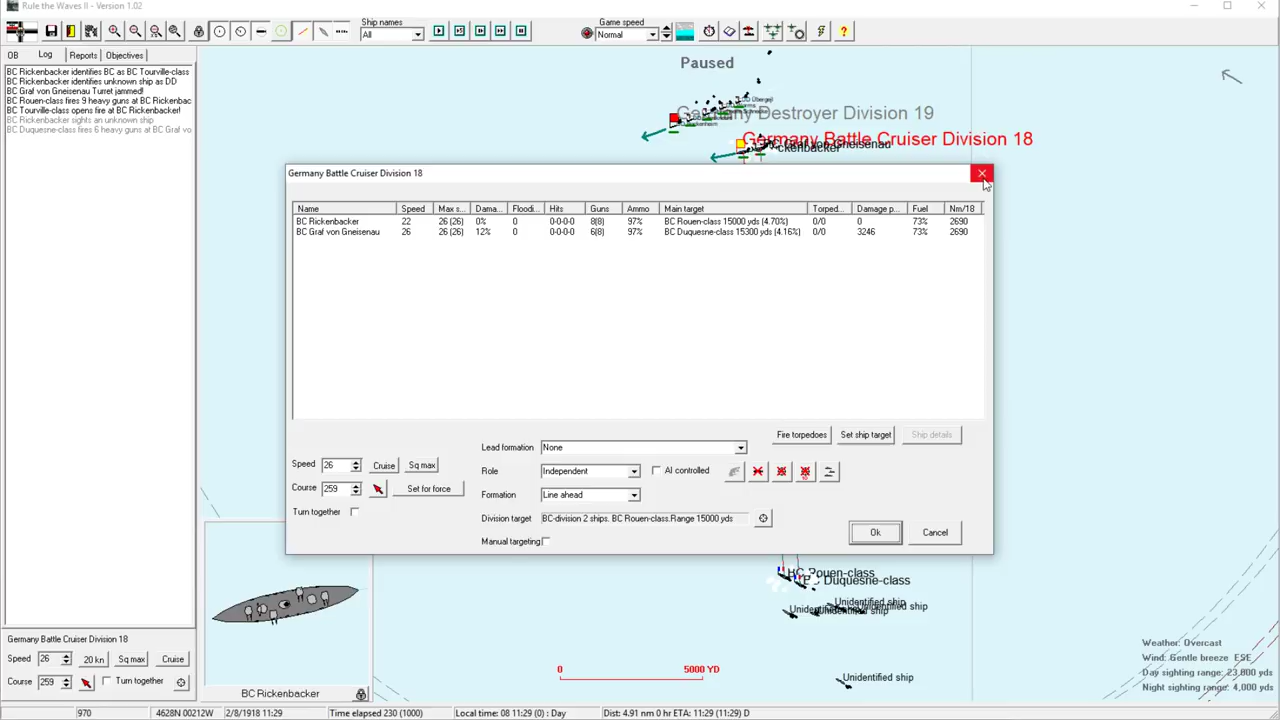 Rule the Waves II - Version 1.02
Ship names
All
Game speed
Normal
OB
Log
Reports
Objectives
BC Rickenbacker identifies BC as BC Tourville-class
BC Rickenbacker identifies unknown ship as DD
BC Graf von Gneisenau Turret jammed!
BC Rouen-class fires 9 heavy guns at BC Rickenbac
BC Tourville-class opens fire at BC Rickenbacker!
BC Rickenbacker sights an unknown ship
BC Duquesne-class fires 6 heavy guns at BC Graf vo
Paused
Germany Destroyer Division 19
Germany Battle Cruiser Division 18
Graf von Gneisenau
ckenbacker
Germany Battle Cruiser Division 18
Name Speed Max s... Dama... Floodi... Hits Guns Ammo Main target Torped... Damage p... Fuel Nm/18
BC Rickenbacker 22 26 (26) 0% 0 0-0-0-0 8(8) 97% BC Rouen-class 15000 yds (4.70%) 0/0 0 73% 2690
BC Graf von Gneisenau 26 26 (26) 12% 0 0-0-0-0 6(8) 97% BC Duquesne-class 15300 yds (4.16%) 0/0 3246 73% 2690
Fire torpedoes
Set ship target
Ship details
Lead formation None
Speed 26 Cruise Sq max
Role Independent
AI controlled
Course 259 Set for force
Formation Line ahead
Turn together
Division target BC-division 2 ships. BC Rouen-class.Range 15000 yds
Manual targeting
Ok
Cancel
BC Rouen-class
BC Duquesne-class
Unidentified ship
Unidentified ship
Unidentified ship
Germany Battle Cruiser Division 18
Speed 26 20 kn Sq max Cruise
Course 259 Turn together
BC Rickenbacker
0 5000 YD
Weather: Overcast
Wind: Gentle breeze ESE
Day sighting range: 23,000 yds
Night sighting range: 4,000 yds
970
4628N 00212W
2/8/1918 11:29
Time elapsed 230 (1000)
Local time: 08 11:29 (0) : Day
Dist: 4.91 nm 0 hr ETA: 11:29 (11:29) D